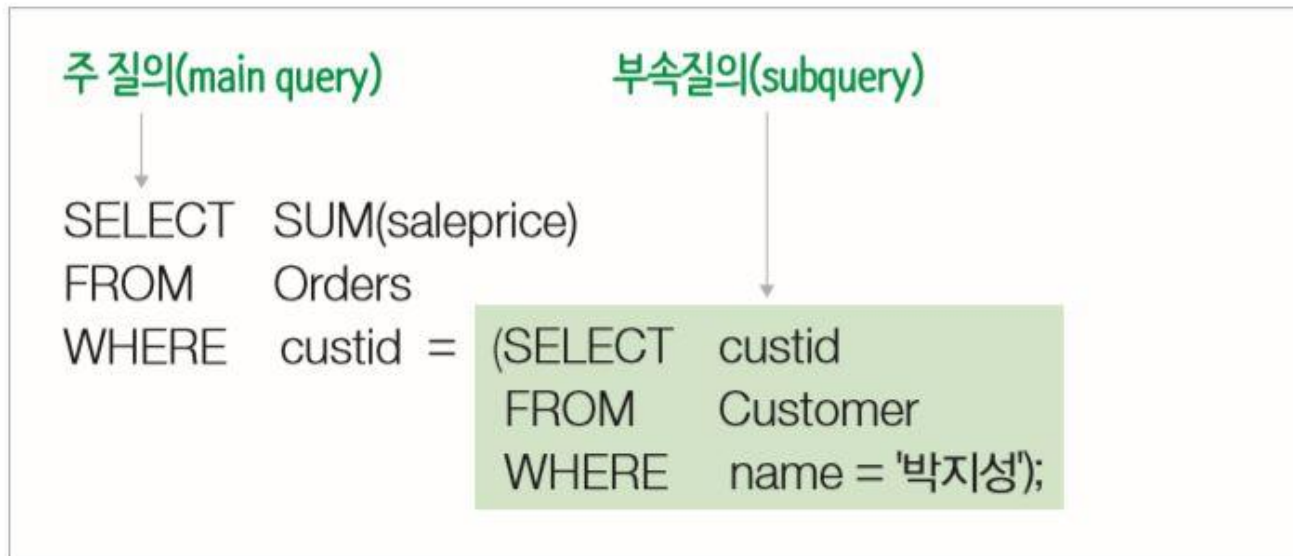 주 질의(main query) 부속질의(subquery)
SELECT SUM(saleprice)
FROM Orders
WHERE custid = (SELECT custid
FROM Customer
WHERE name = '박지성');